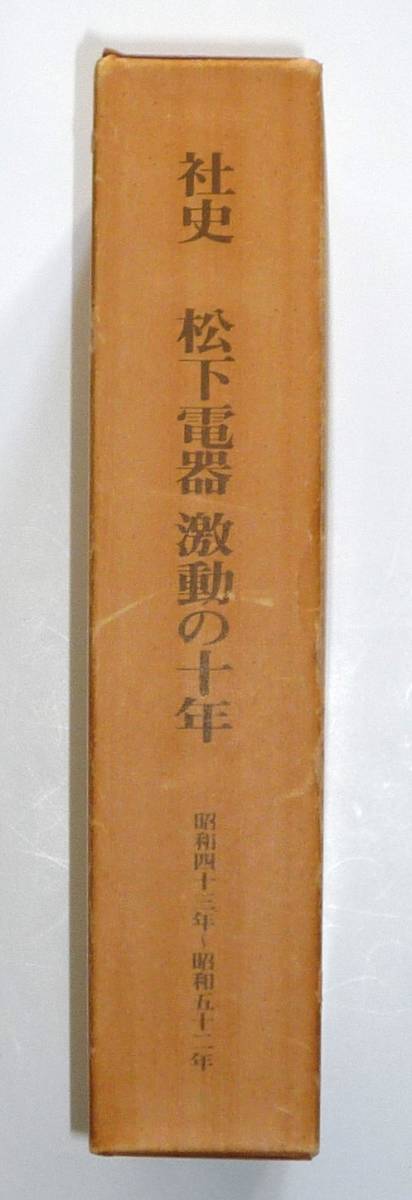 社史 松下電器 激動の十年
昭和四十三年～昭和五十二年